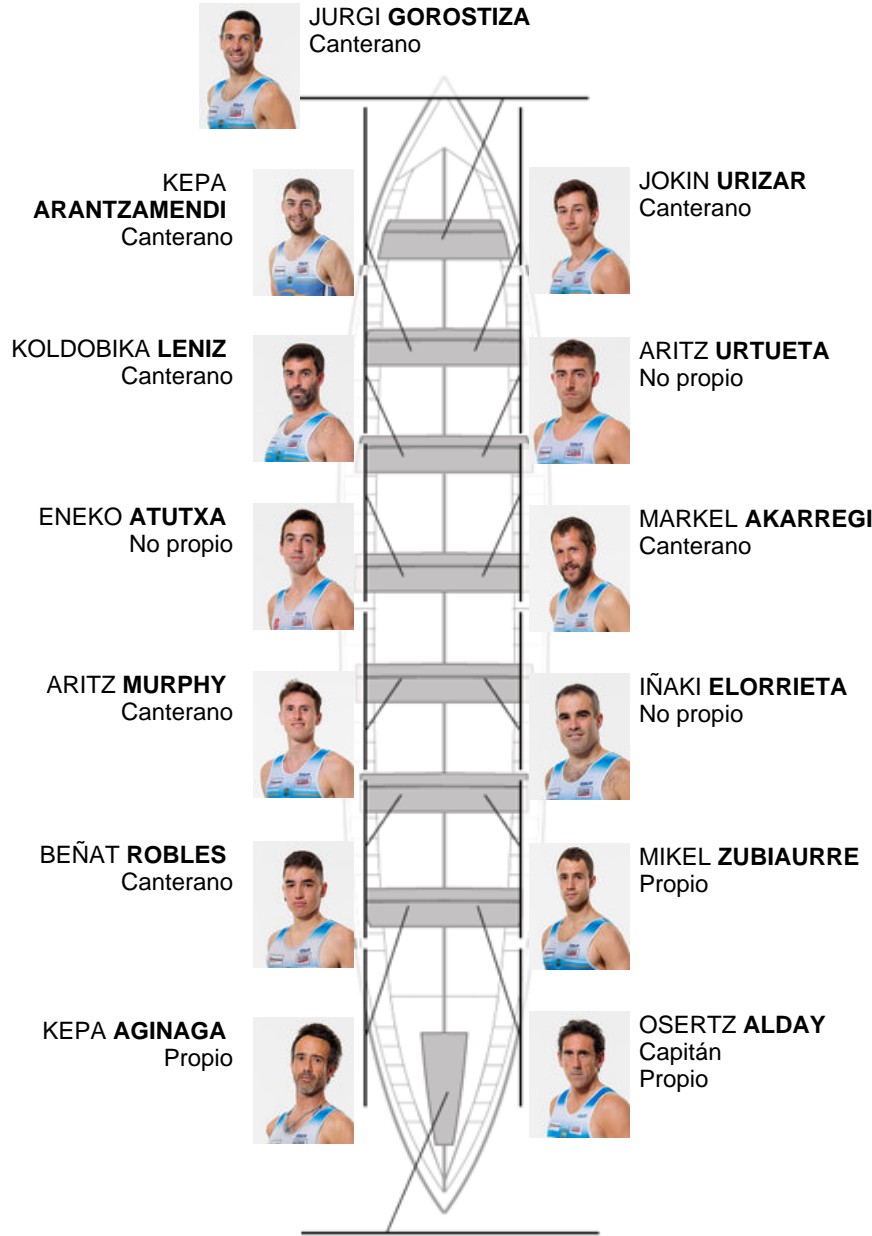 JURGI GOROSTIZA
Canterano
KEPA
ARANTZAMENDI
Canterano
JOKIN URIZAR
Canterano
KOLDOBIKA LENIZ
Canterano
ARITZ URTUETA
No propio
ENEKO ATUTXA
No propio
MARKEL AKARREGI
Canterano
ARITZ MURPHY
Canterano
IÑAKI ELORRIETA
No propio
BEÑAT ROBLES
Canterano
MIKEL ZUBIAURRE
Propio
KEPA AGINAGA
Propio
OSERTZ ALDAY
Capitán
Propio